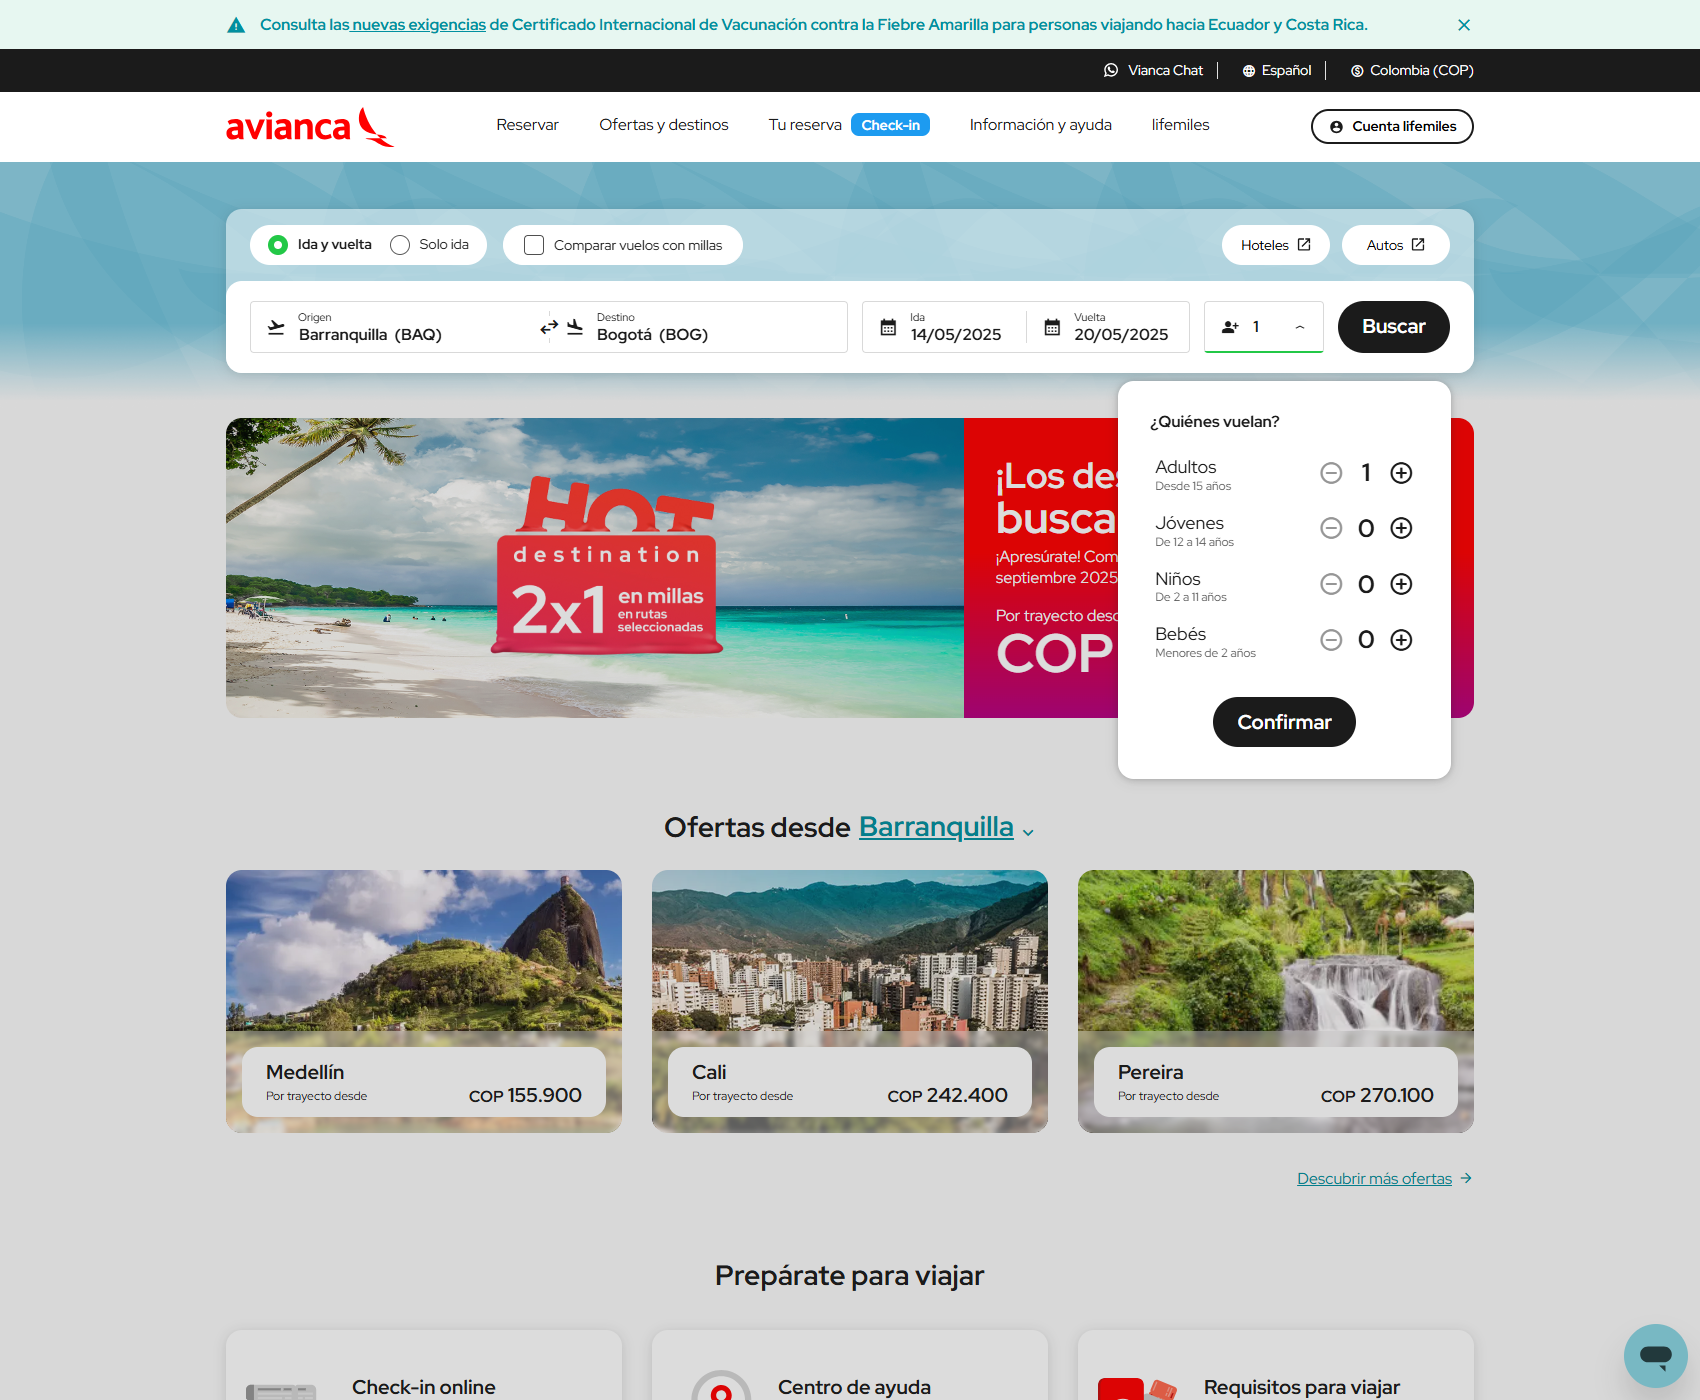 Consulta las nuevas exigencias de Certificado Internacional de Vacunación contra la Fiebre Amarilla para personas viajando hacia Ecuador y Costa Rica.
Vianca Chat
Español
Colombia (COP)
avianca
Reservar
Ofertas y destinos
Tu reserva
Check-in
Información y ayuda
lifemiles
Cuenta lifemiles
Ida y vuelta
Solo ida
Comparar vuelos con millas
Hoteles
Autos
Origen
Barranquilla (BAQ)
Destino
Bogotá (BOG)
Ida
14/05/2025
Vuelta
20/05/2025
1
Buscar
HOT
destination
2x1 en millas
en rutas
seleccionadas
¡Los des
busca
¡Apresúrate! Com
septiembre 2025
Por trayecto desd
COP
¿Quiénes vuelan?
Adultos
Desde 15 años
1
Jóvenes
De 12 a 14 años
0
Niños
De 2 a 11 años
0
Bebés
Menores de 2 años
0
Confirmar
Ofertas desde Barranquilla
Medellín
Por trayecto desde
COP 155.900
Cali
Por trayecto desde
COP 242.400
Pereira
Por trayecto desde
COP 270.100
Descubrir más ofertas
Prepárate para viajar
Check-in online
Centro de ayuda
Requisitos para viajar